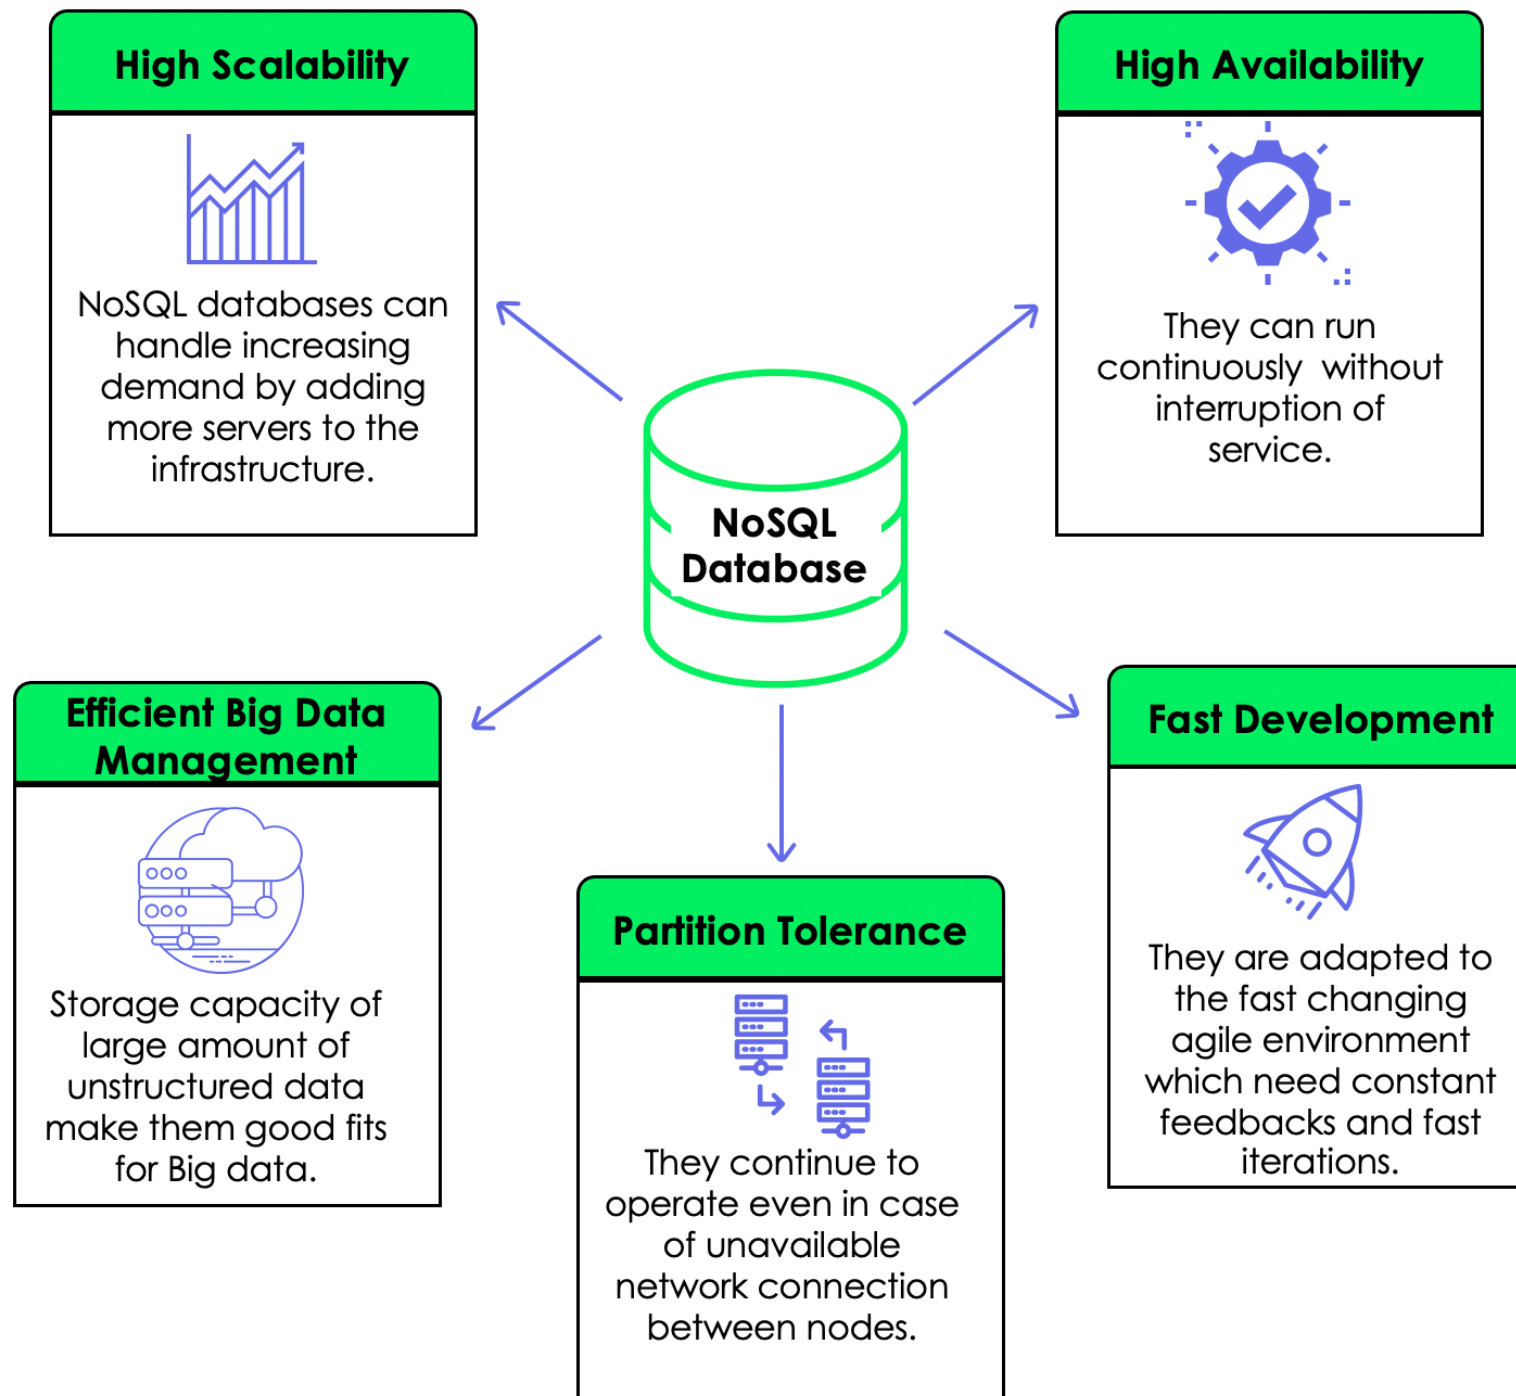 High Scalability
NoSQL databases can
handle increasing
demand by adding
more servers to the
infrastructure.
High Availability
They can run
continuously  without
interruption of
service.
NoSQL
Database
Efficient Big Data
Management
Storage capacity of
large amount of
unstructured data
make them good fits
for Big data.
Partition Tolerance
They continue to
operate even in case
of unavailable
network connection
between nodes.
Fast Development
They are adapted to
the fast changing
agile environment
which need constant
feedbacks and fast
iterations.